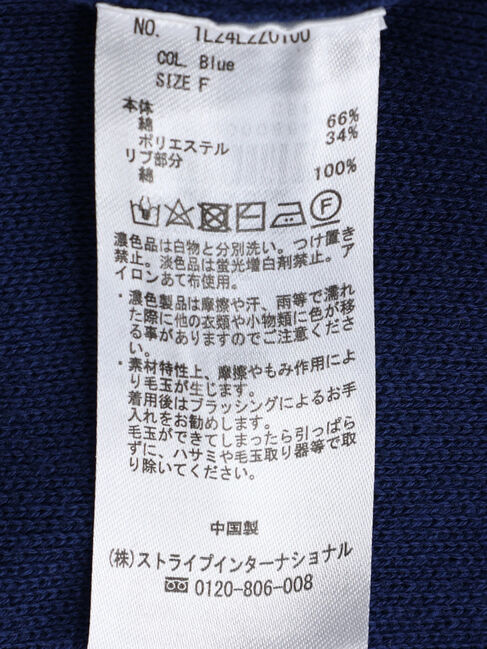 NO. TL24L2ZC100
COL. Blue
SIZE F
本体
綿 66%
ポリエステル 34%
リブ部分
綿 100%
F
濃色品は白物と分別洗い。つけ置き
禁止。淡色品は蛍光増白剤禁止。ア
イロンあて布使用。
・濃色製品は摩擦や汗、雨等で濡れ
た際に他の衣類や小物類に色が移
る事がありますのでご注意くださ
い。
・素材特性上、摩擦やもみ作用によ
り毛玉が生じます。
着用後はブラッシングによるお手
入れをお勧めします。
毛玉ができてしまったら引っぱら
ずに、ハサミや毛玉取り器等で取
り除いてください。
中国製
(株)ストライプインターナショナル
0120-806-008